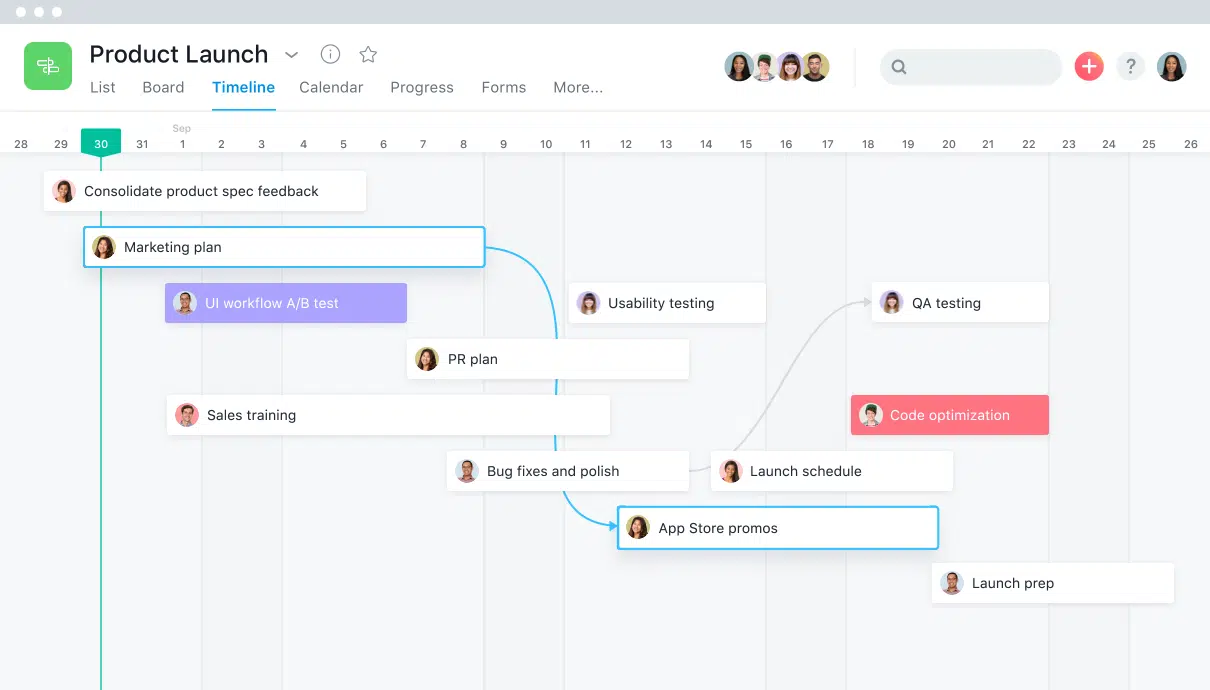 Product Launch
List Board Timeline Calendar Progress Forms More...
?
Sep
28 29 30 31 1 2 3 4 5 6 7 8 9 10 11 12 13 14 15 16 17 18 19 20 21 22 23 24 25 26
Consolidate product spec feedback
Marketing plan
UI workflow A/B test Usability testing QA testing
PR plan
Sales training Code optimization
Bug fixes and polish Launch schedule
App Store promos
Launch prep